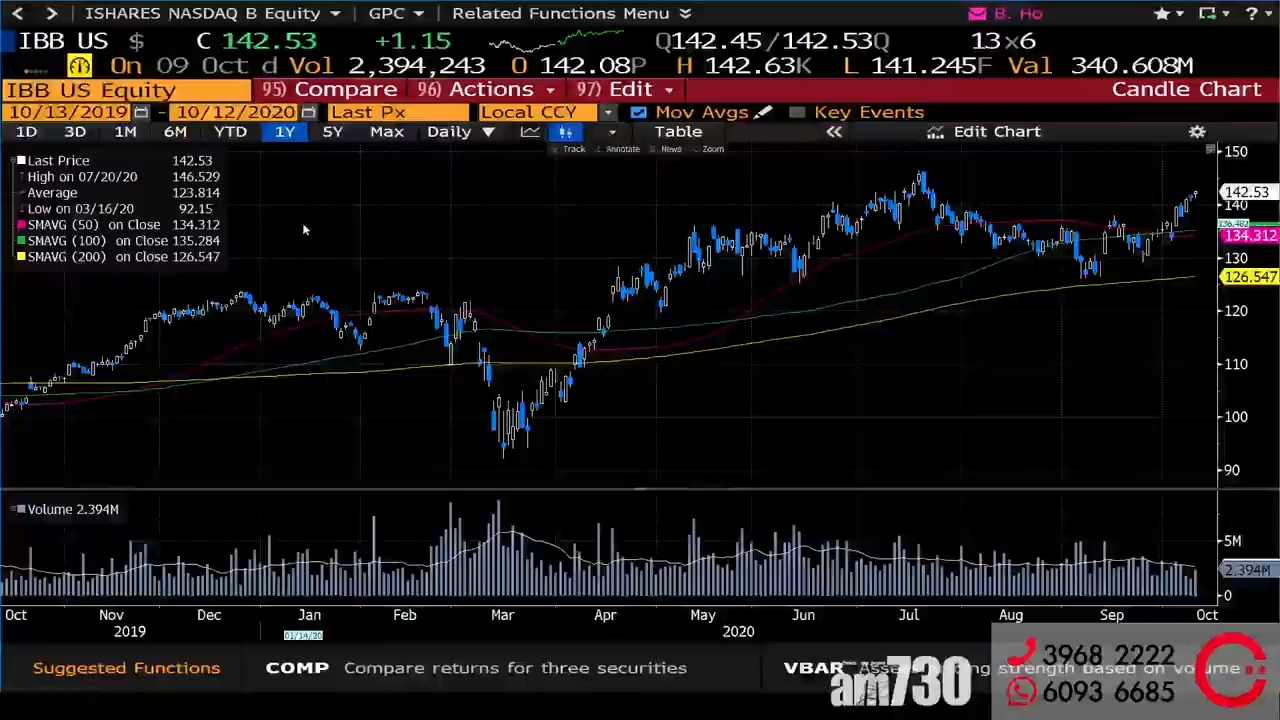 ISHARES NASDAQ B Equity GPC Related Functions Menu B. Ho ?
IBB US $ C 142.53 +1.15 Q142.45/142.53Q 13×6
On 09 Oct d Vol 2,394,243 O 142.08P H 142.63K L 141.245F Val 340.608M
IBB US Equity 95) Compare 96) Actions 97) Edit Candle Chart
10/13/2019 - 10/12/2020 Last Px Local CCY Mov Avgs Key Events
1D 3D 1M 6M YTD 1Y 5Y Max Daily Table Edit Chart
Track Annotate News Zoom
Last Price 142.53
High on 07/20/20 146.529
Average 123.814
Low on 03/16/20 92.15
SMAVG (50) on Close 134.312
SMAVG (100) on Close 135.284
SMAVG (200) on Close 126.547
150
142.53
140
134.312
130
126.547
120
110
100
90
Volume 2.394M
5M
2.394M
0
Oct Nov Dec Jan Feb Mar Apr May Jun Jul Aug Sep Oct
2019 01/14/20 2020
Suggested Functions COMP Compare returns for three securities VBAR strength based on volume
am730
3968 2222
6093 6685